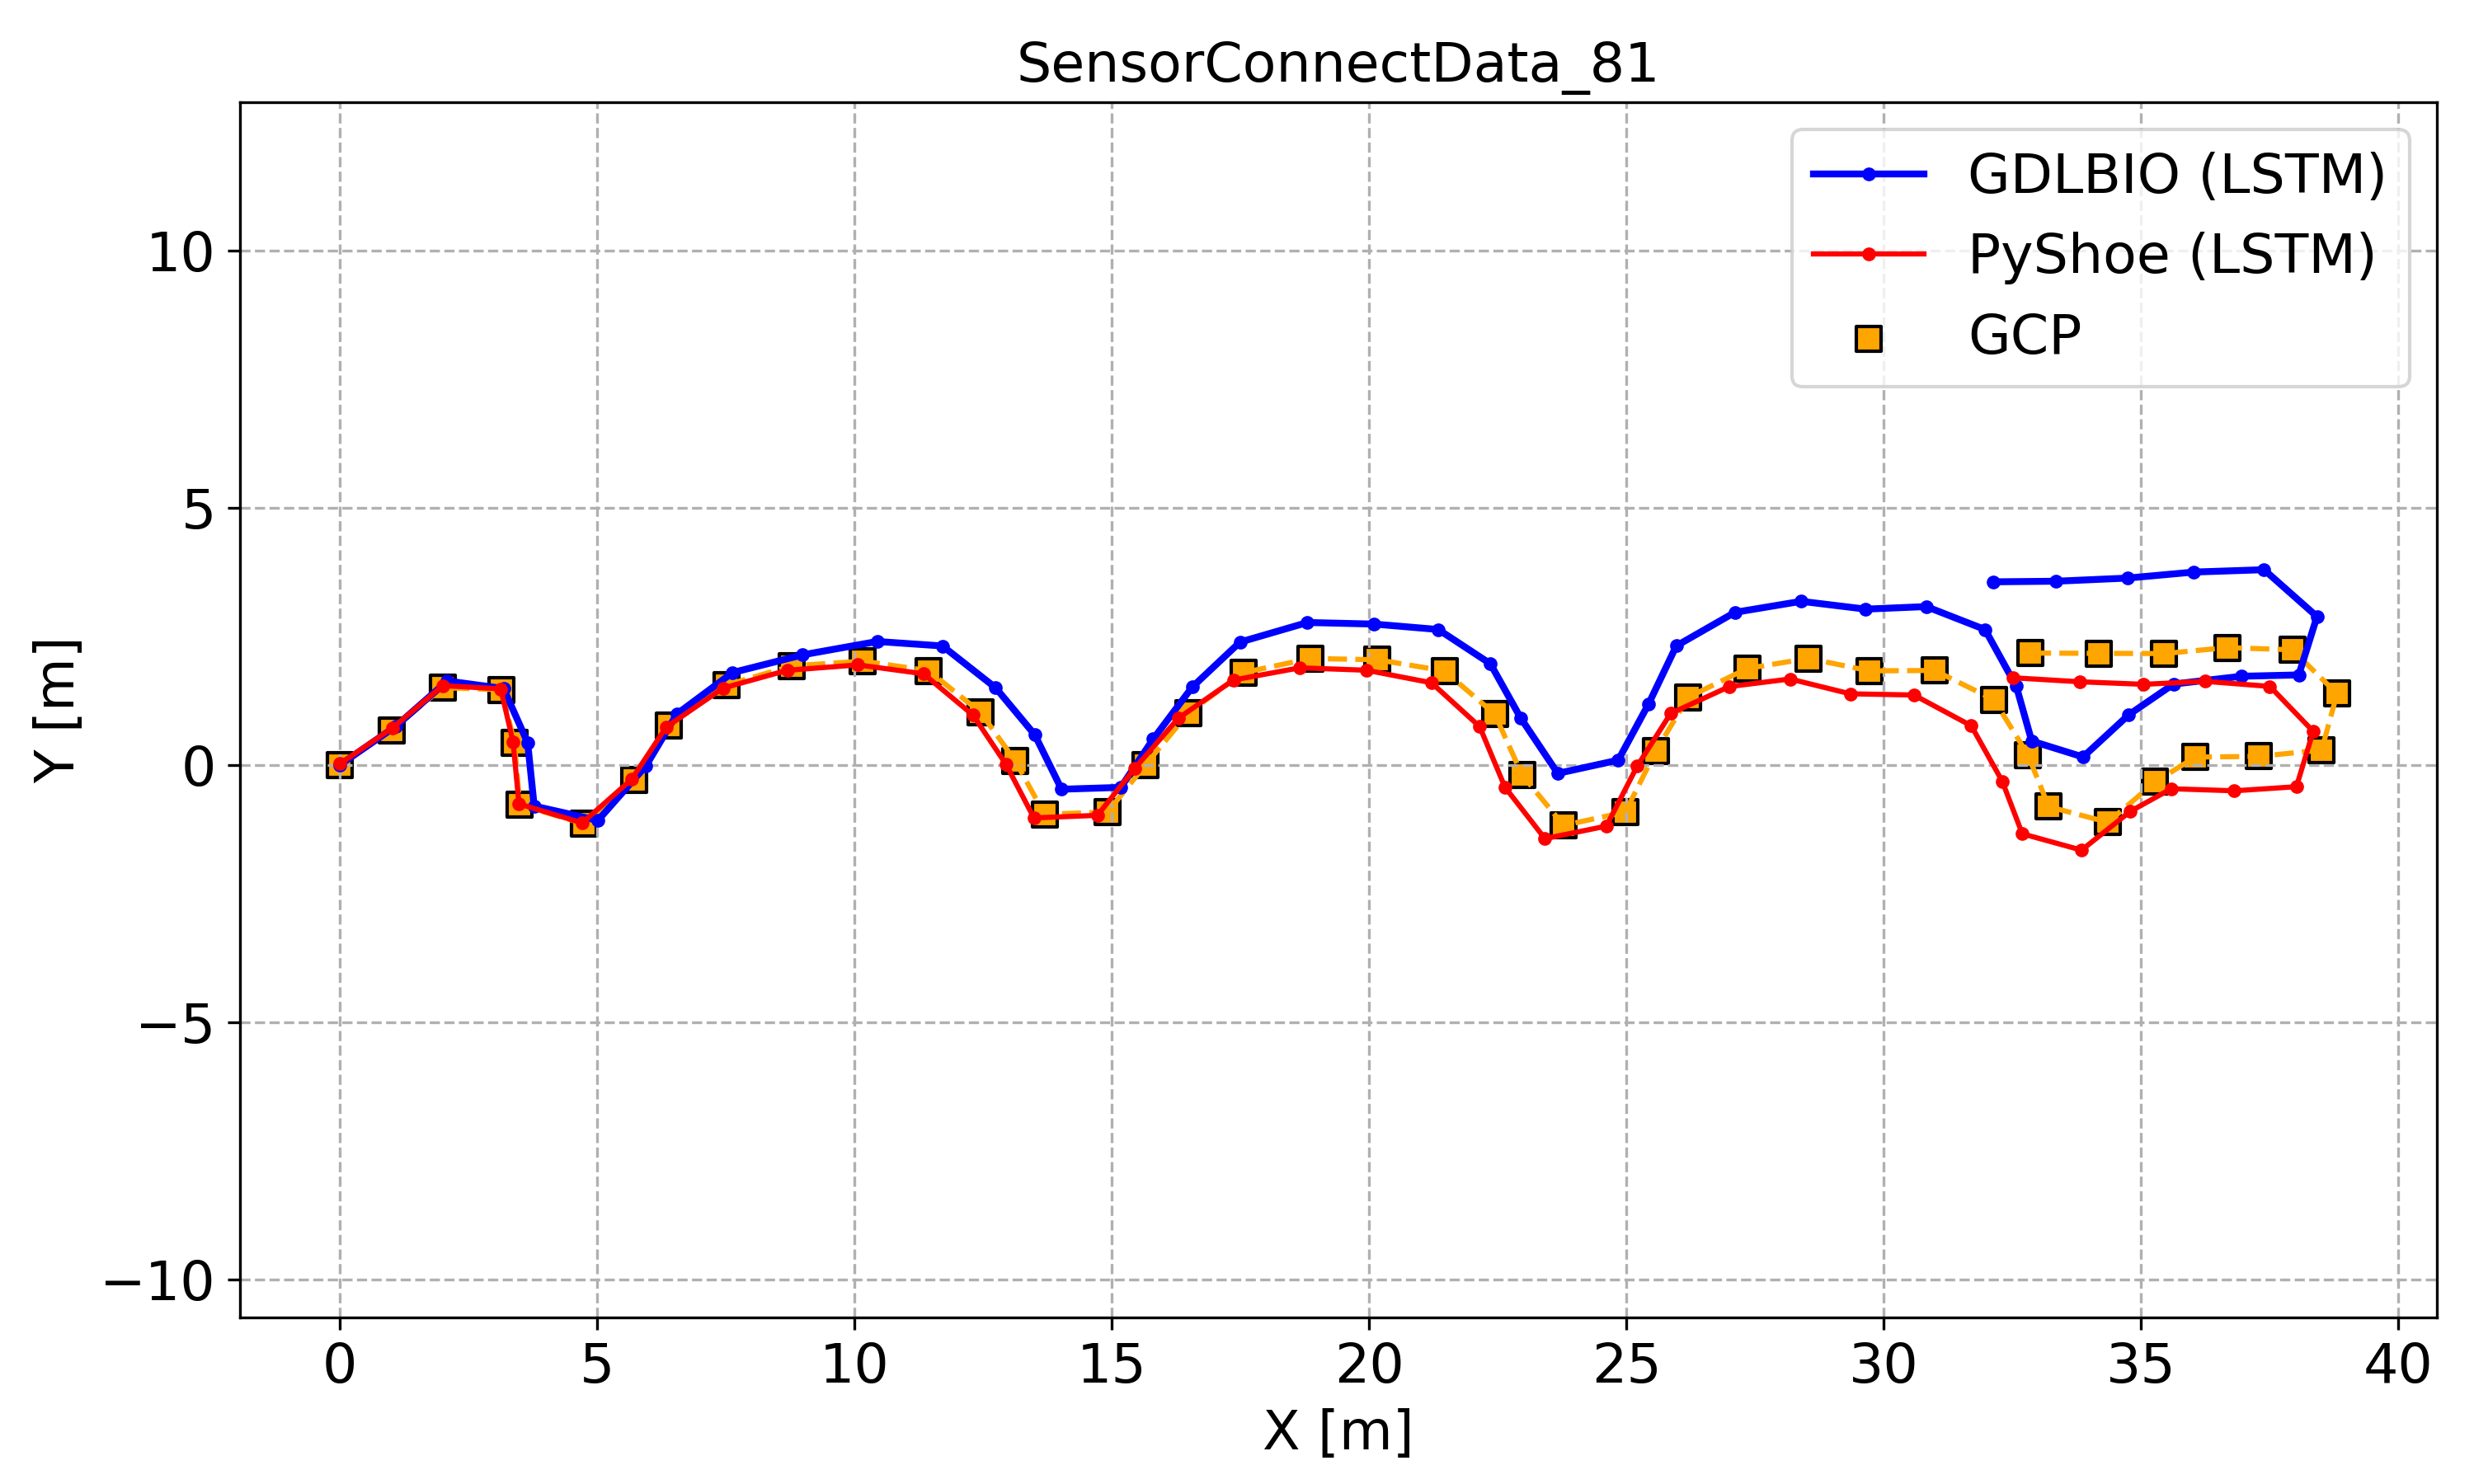 SensorConnectData_81
GDLBIO (LSTM)
PyShoe (LSTM)
GCP
10
5
0
−5
−10
Y [m]
0 5 10 15 20 25 30 35 40
X [m]